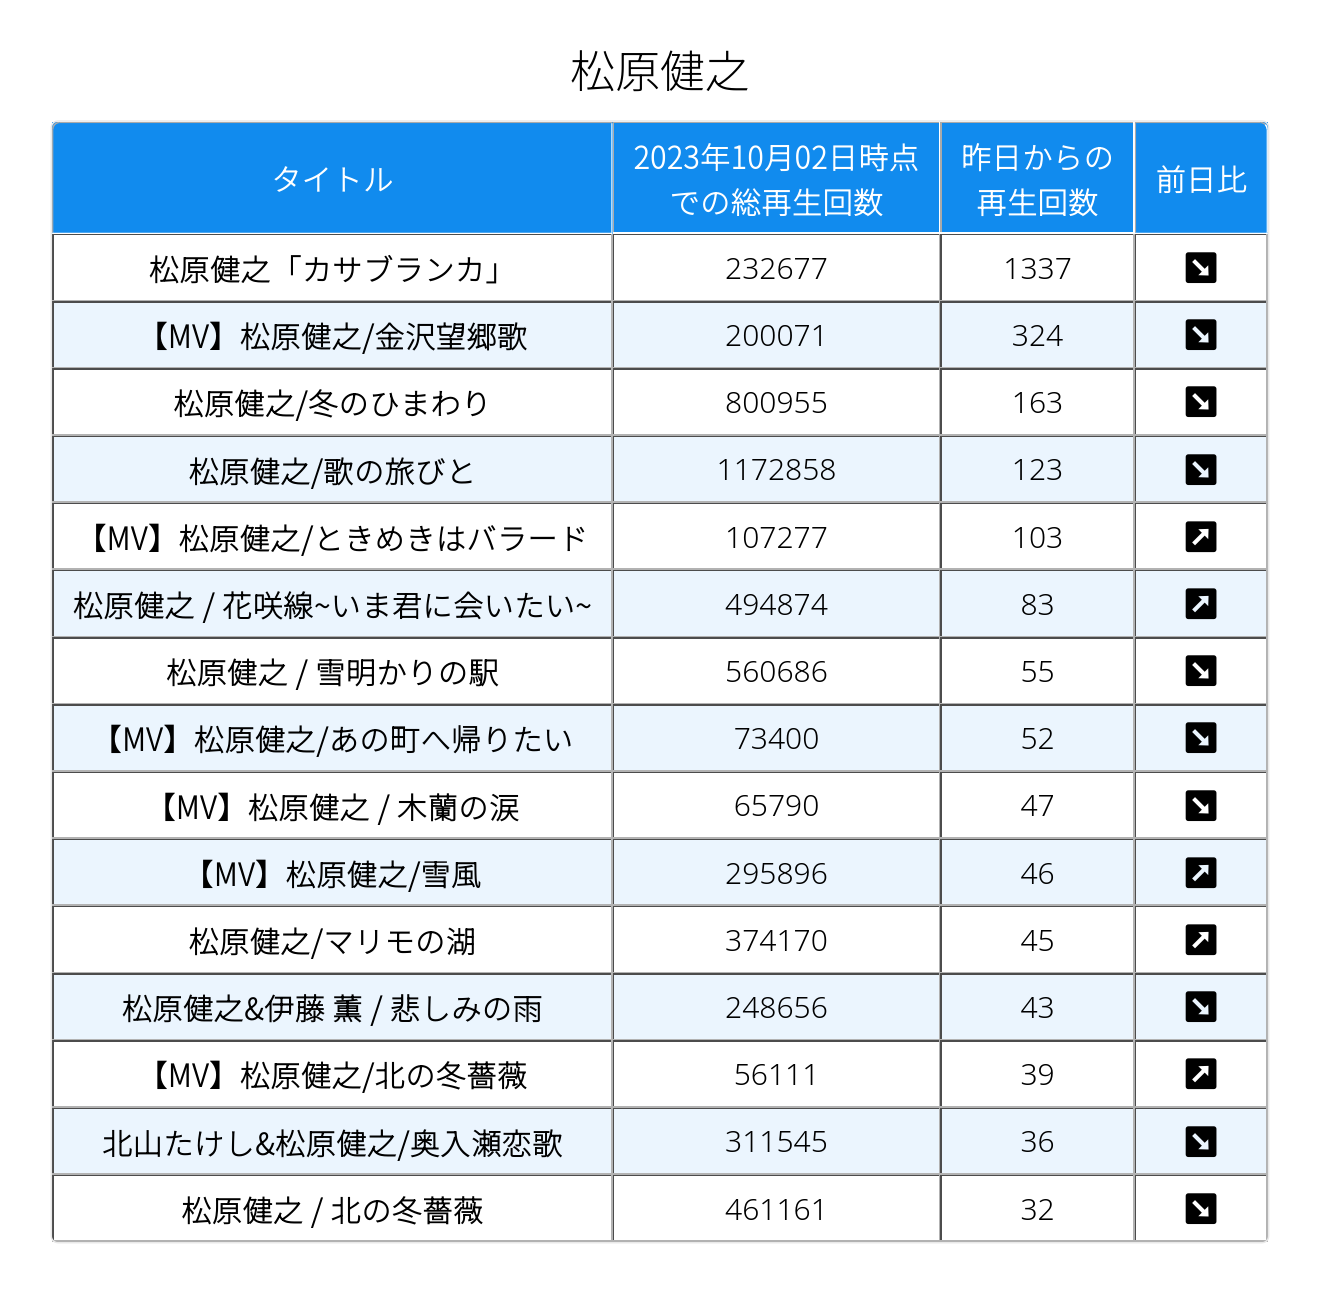 松原健之
タイトル 2023年10月02日時点 での総再生回数 昨日からの 再生回数 前日比
松原健之「カサブランカ」 232677 1337 ↘
【MV】松原健之/金沢望郷歌 200071 324 ↘
松原健之/冬のひまわり 800955 163 ↘
松原健之/歌の旅びと 1172858 123 ↘
【MV】松原健之/ときめきはバラード 107277 103 ↗
松原健之 / 花咲線~いま君に会いたい~ 494874 83 ↗
松原健之 / 雪明かりの駅 560686 55 ↘
【MV】松原健之/あの町へ帰りたい 73400 52 ↘
【MV】松原健之 / 木蘭の涙 65790 47 ↘
【MV】松原健之/雪風 295896 46 ↗
松原健之/マリモの湖 374170 45 ↗
松原健之&伊藤 薫 / 悲しみの雨 248656 43 ↘
【MV】松原健之/北の冬薔薇 56111 39 ↗
北山たけし&松原健之/奥入瀬恋歌 311545 36 ↘
松原健之 / 北の冬薔薇 461161 32 ↘